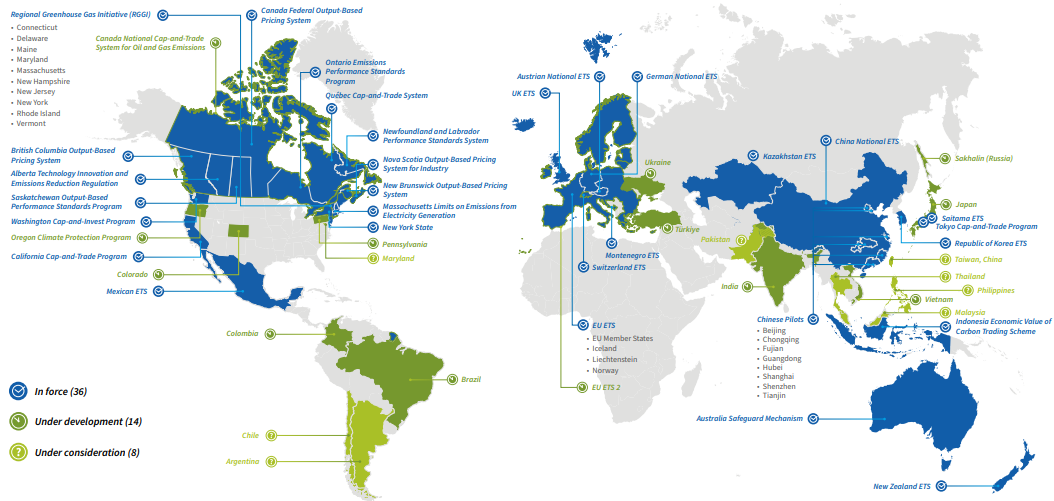 Regional Greenhouse Gas Initiative (RGGI)
• Connecticut
• Delaware
• Maine
• Maryland
• Massachusetts
• New Hampshire
• New Jersey
• New York
• Rhode Island
• Vermont
Canada Federal Output-Based
Pricing System
Canada National Cap-and-Trade
System for Oil and Gas Emissions
Ontario Emissions
Performance Standards
Program
Québec Cap-and-Trade System
Newfoundland and Labrador
Performance Standards System
Nova Scotia Output-Based Pricing
System for Industry
New Brunswick Output-Based Pricing
System
Massachusetts Limits on Emissions from
Electricity Generation
New York State
Pennsylvania
Maryland
British Columbia Output-Based
Pricing System
Alberta Technology Innovation and
Emissions Reduction Regulation
Saskatchewan Output-Based
Performance Standards Program
Washington Cap-and-Invest Program
Oregon Climate Protection Program
California Cap-and-Trade Program
Colorado
Mexican ETS
Colombia
Brazil
Chile
Argentina
In force (36)
Under development (14)
Under consideration (8)
Austrian National ETS
German National ETS
UK ETS
Ukraine
Türkiye
Montenegro ETS
Switzerland ETS
EU ETS
• EU Member States
• Iceland
• Liechtenstein
• Norway
EU ETS 2
Kazakhstan ETS
China National ETS
Sakhalin (Russia)
Japan
Saitama ETS
Tokyo Cap-and-Trade Program
Republic of Korea ETS
Pakistan
India
Taiwan, China
Thailand
Philippines
Vietnam
Malaysia
Indonesia Economic Value of
Carbon Trading Scheme
Chinese Pilots
• Beijing
• Chongqing
• Fujian
• Guangdong
• Hubei
• Shanghai
• Shenzhen
• Tianjin
Australia Safeguard Mechanism
New Zealand ETS